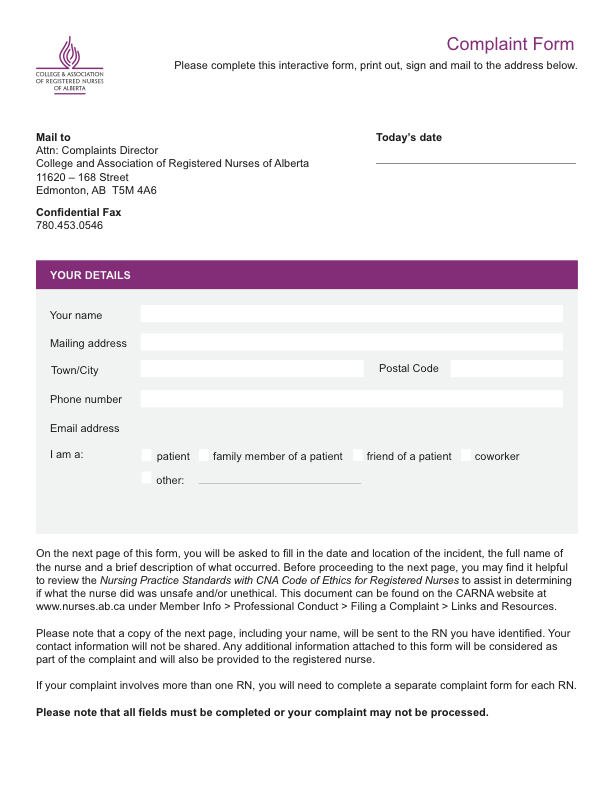 COLLEGE & ASSOCIATION
OF REGISTERED NURSES
OF ALBERTA
Complaint Form
Please complete this interactive form, print out, sign and mail to the address below.
Mail to
Attn: Complaints Director
College and Association of Registered Nurses of Alberta
11620 – 168 Street
Edmonton, AB  T5M 4A6
Today's date
Confidential Fax
780.453.0546
YOUR DETAILS
Your name
Mailing address
Town/City
Postal Code
Phone number
Email address
I am a:
patient
family member of a patient
friend of a patient
coworker
other:
On the next page of this form, you will be asked to fill in the date and location of the incident, the full name of
the nurse and a brief description of what occurred. Before proceeding to the next page, you may find it helpful
to review the Nursing Practice Standards with CNA Code of Ethics for Registered Nurses to assist in determining
if what the nurse did was unsafe and/or unethical. This document can be found on the CARNA website at
www.nurses.ab.ca under Member Info > Professional Conduct > Filing a Complaint > Links and Resources.
Please note that a copy of the next page, including your name, will be sent to the RN you have identified. Your
contact information will not be shared. Any additional information attached to this form will be considered as
part of the complaint and will also be provided to the registered nurse.
If your complaint involves more than one RN, you will need to complete a separate complaint form for each RN.
Please note that all fields must be completed or your complaint may not be processed.